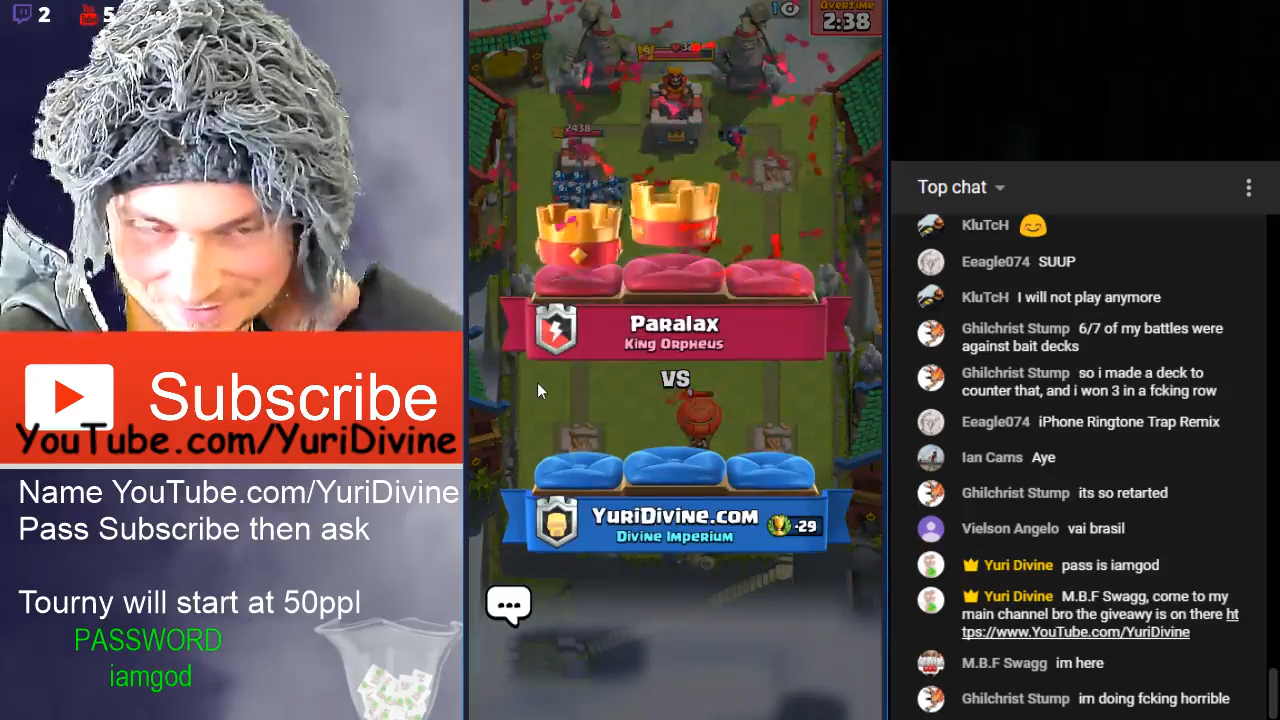 2
5
Subscribe
YouTube.com/YuriDivine
Name YouTube.com/YuriDivine
Pass Subscribe then ask
Tourny will start at 50ppl
PASSWORD
iamgod
1
OVERTIME
2:38
2438
Paralax
King Orpheus
VS
YuriDivine.com
-29
Divine Imperium
Top chat
KluTcH
Eeagle074 SUUP
KluTcH I will not play anymore
Ghilchrist Stump 6/7 of my battles were
against bait decks
Ghilchrist Stump so i made a deck to
counter that, and i won 3 in a fcking row
Eeagle074 iPhone Ringtone Trap Remix
Ian Cams Aye
Ghilchrist Stump its so retarted
Vielson Angelo vai brasil
Yuri Divine pass is iamgod
Yuri Divine M.B.F Swagg, come to my
main channel bro the giveawy is on there ht
tps://www.YouTube.com/YuriDivine
M.B.F Swagg im here
Ghilchrist Stump im doing fcking horrible